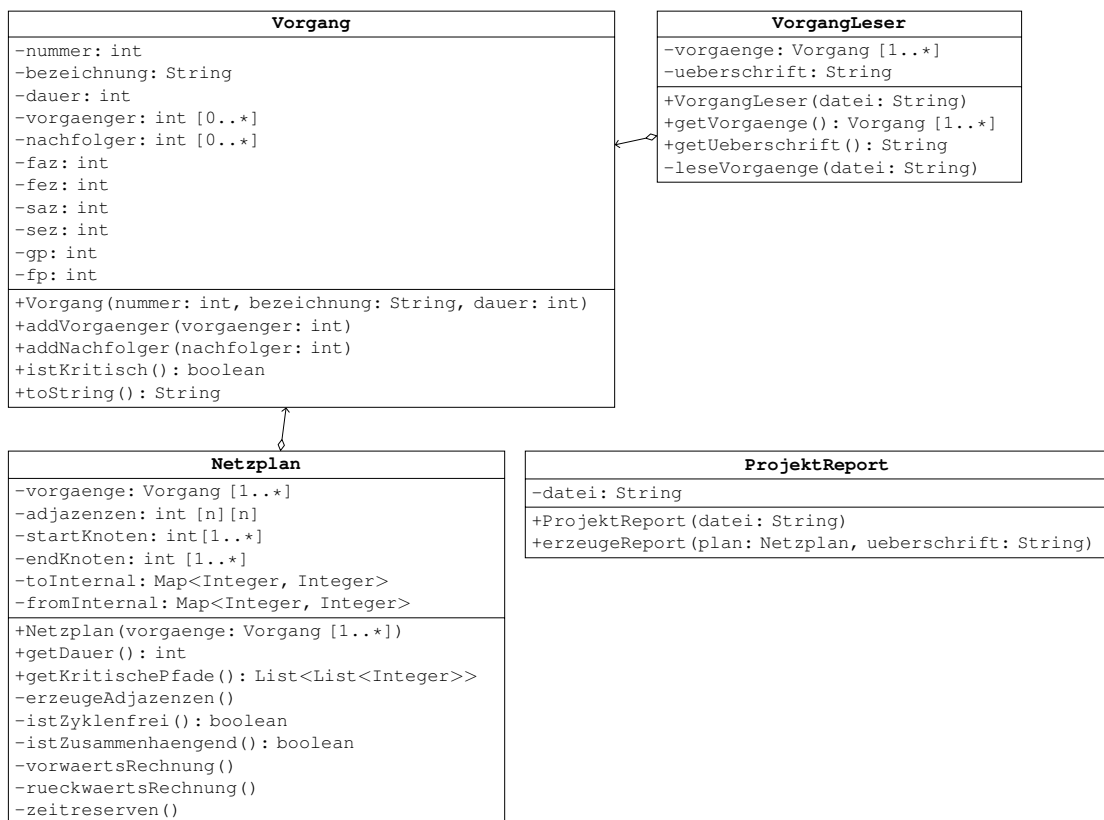 Vorgang
-nummer: int
-bezeichnung: String
-dauer: int
-vorgaenger: int [0..*]
-nachfolger: int [0..*]
-faz: int
-fez: int
-saz: int
-sez: int
-gp: int
-fp: int
+Vorgang(nummer: int, bezeichnung: String, dauer: int)
+addVorgaenger(vorgaenger: int)
+addNachfolger(nachfolger: int)
+istKritisch(): boolean
+toString(): String
VorgangLeser
-vorgaenge: Vorgang [1..*]
-ueberschrift: String
+VorgangLeser(datei: String)
+getVorgaenge(): Vorgang [1..*]
+getUeberschrift(): String
-leseVorgaenge(datei: String)
Netzplan
-vorgaenge: Vorgang [1..*]
-adjazenzen: int [n][n]
-startKnoten: int[1..*]
-endKnoten: int [1..*]
-toInternal: Map<Integer, Integer>
-fromInternal: Map<Integer, Integer>
+Netzplan(vorgaenge: Vorgang [1..*])
+getDauer(): int
+getKritischePfade(): List<List<Integer>>
-erzeugeAdjazenzen()
-istZyklenfrei(): boolean
-istZusammenhaengend(): boolean
-vorwaertsRechnung()
-rueckwaertsRechnung()
-zeitreserven()
ProjektReport
-datei: String
+ProjektReport(datei: String)
+erzeugeReport(plan: Netzplan, ueberschrift: String)